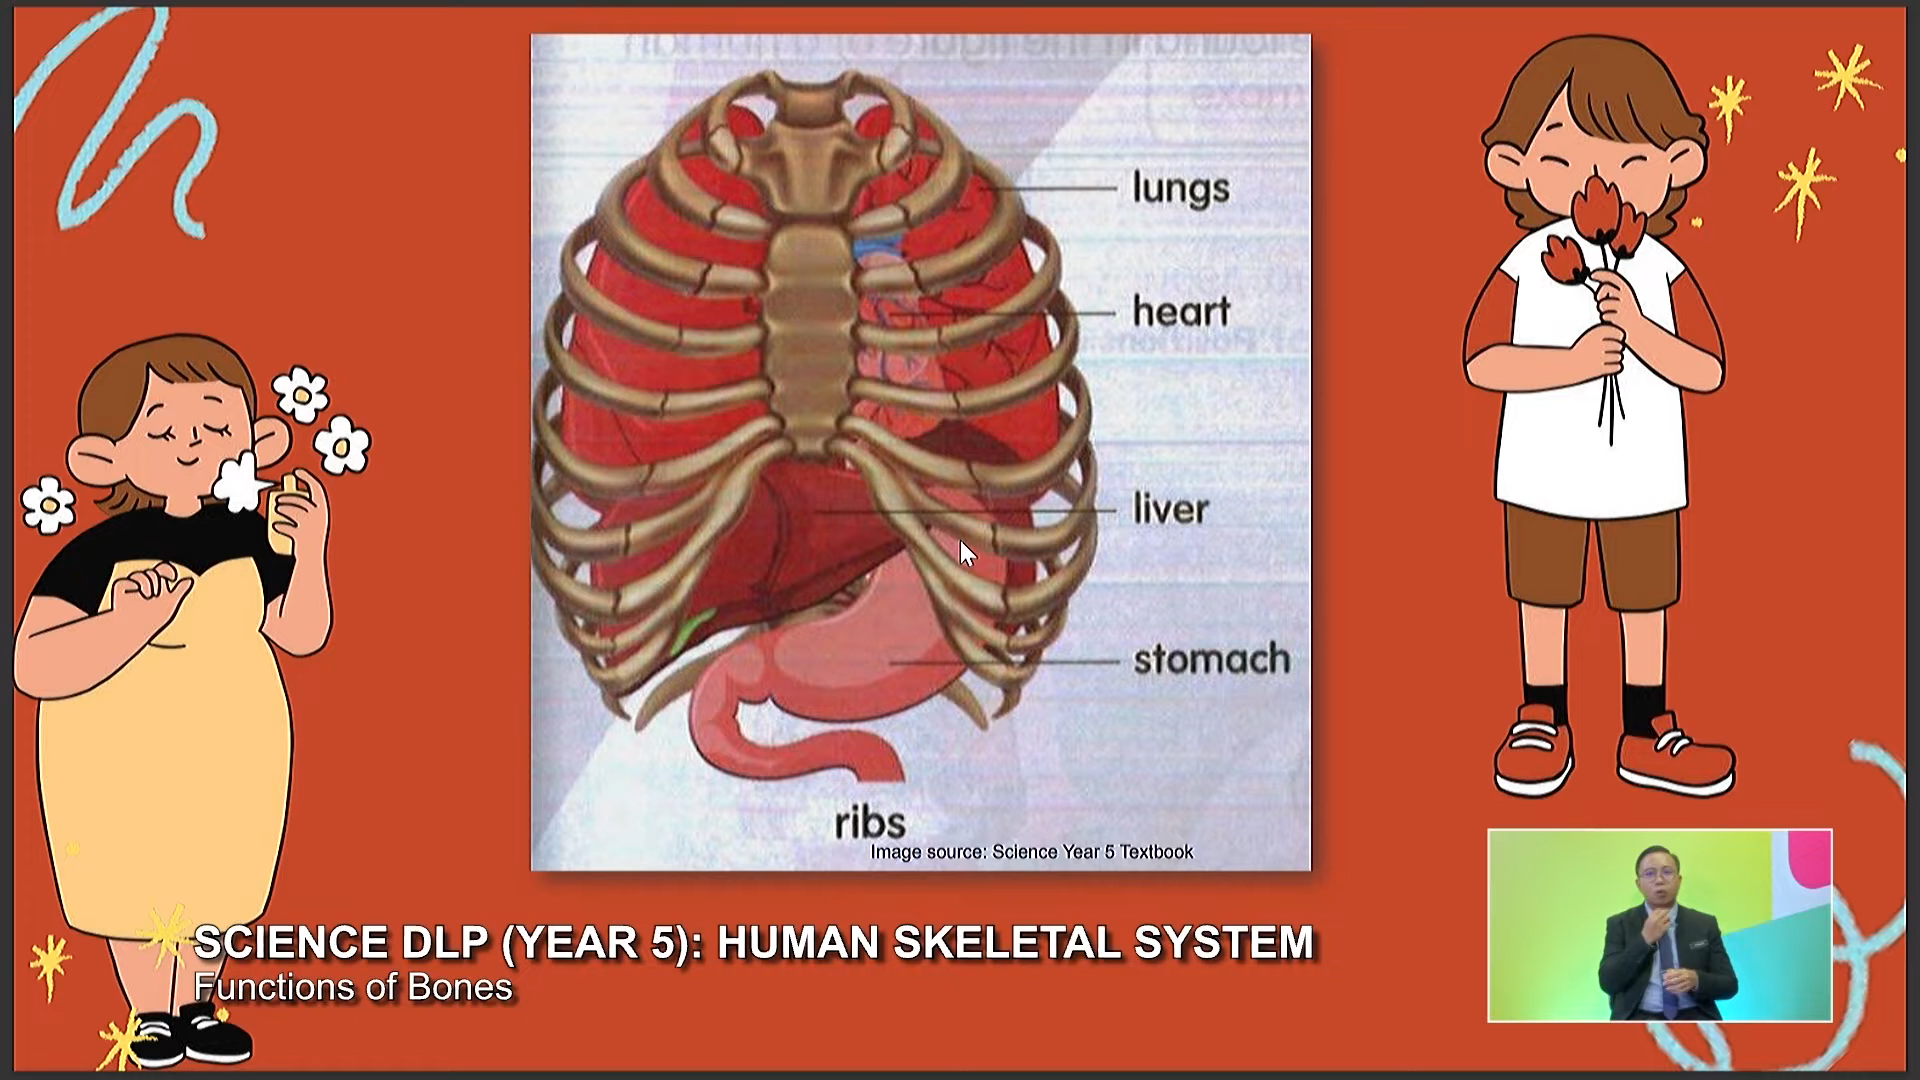 lungs
heart
liver
stomach
ribs
Image source: Science Year 5 Textbook
SCIENCE DLP (YEAR 5): HUMAN SKELETAL SYSTEM
Functions of Bones